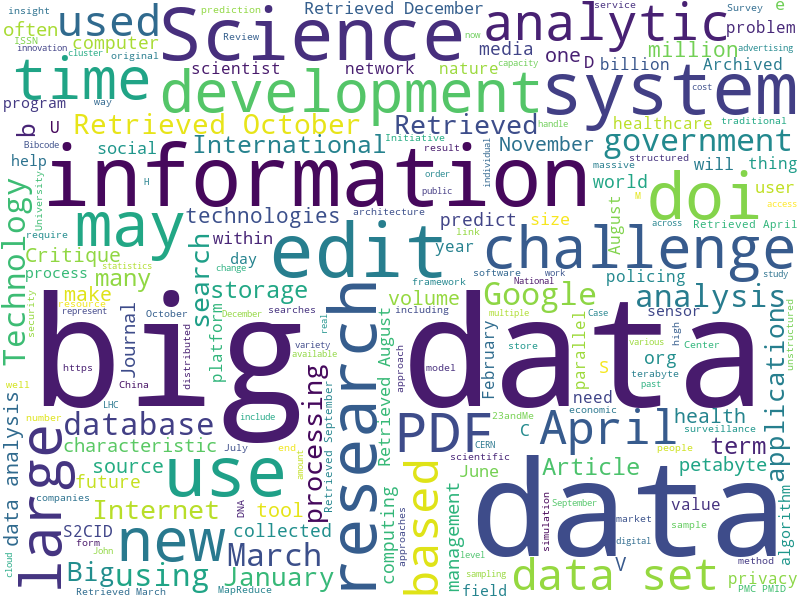 insight
prediction
Retrieved December
service
Survey
e
ISSN
often
used
Science
analytic
innovation
Review
now
advertising
problem
cluster
original
computer
media
one
D
million
time
scientist
network
nature
capacity
billion
Archived
development
system
cost
program
way
b
U
Retrieved October
Retrieved
handle
healthcare
traditional
Bibcode
social
International
Initiative
November
government
help
University
H
information
result
order
public
individual
massive
structured
will
thing
world
doi
user
M
access
require
may
technologies
architecture
predict
size
August
across
Retrieved April
Technology
Critique
search
within
edit
link
year
challenge
process
many
day
change
framework
software
National
work
policing
study
statistics
security
make
resource
storage
platform
research
volume
Google
analysis
sensor
unstructured
represent
October
Journal
December
searches
real
including
multiple
Case
various
high
Center
big data
https
China
distributed
variety
available
Retrieved August
approach
model
February
store
parallel
S
org
terabyte
past
applications
LHC
well
include
need
economic
health
number
database
processing
PDF
23andMe
C
April
surveillance
data analysis
large
characteristic
July
end
Retrieved September
CERN
people
term
source
use
amount
scientific
June
Article
petabyte
future
companies
tool
computing
based
management
data
September
value
algorithm
Internet
DNA
approaches
simulation
market
sample
S2CID
new
collected
March
digital
cloud
form
John
level
V
method
Big
using
January
sampling
field
data set
privacy
Retrieved March
MapReduce
PMC PMID